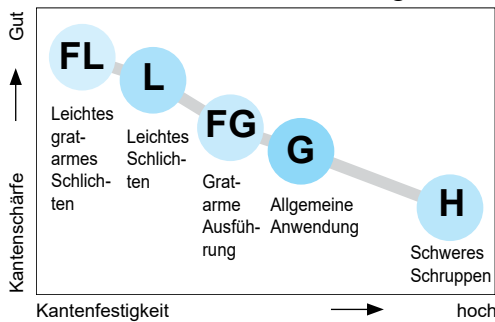 Gut
Kantenschärfe
FL
Leichtes
grat-
armes
Schlich-
ten
L
Leichtes
Schlich-
ten
FG
Grat-
arme
Ausfüh-
rung
G
Allgemeine
Anwendung
H
Schweres
Schruppen
Kantenfestigkeit
hoch